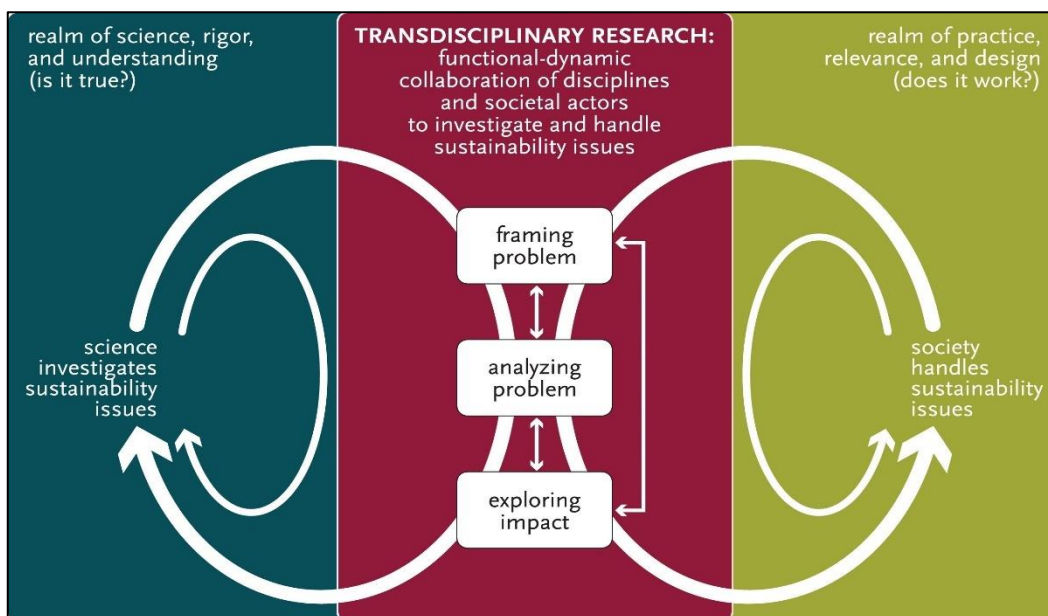 realm of science, rigor,
and understanding
(is it true?)
TRANSDISCIPLINARY RESEARCH:
functional-dynamic
collaboration of disciplines
and societal actors
to investigate and handle
sustainability issues
realm of practice,
relevance, and design
(does it work?)
framing
problem
analyzing
problem
exploring
impact
science
investigates
sustainability
issues
society
handles
sustainability
issues